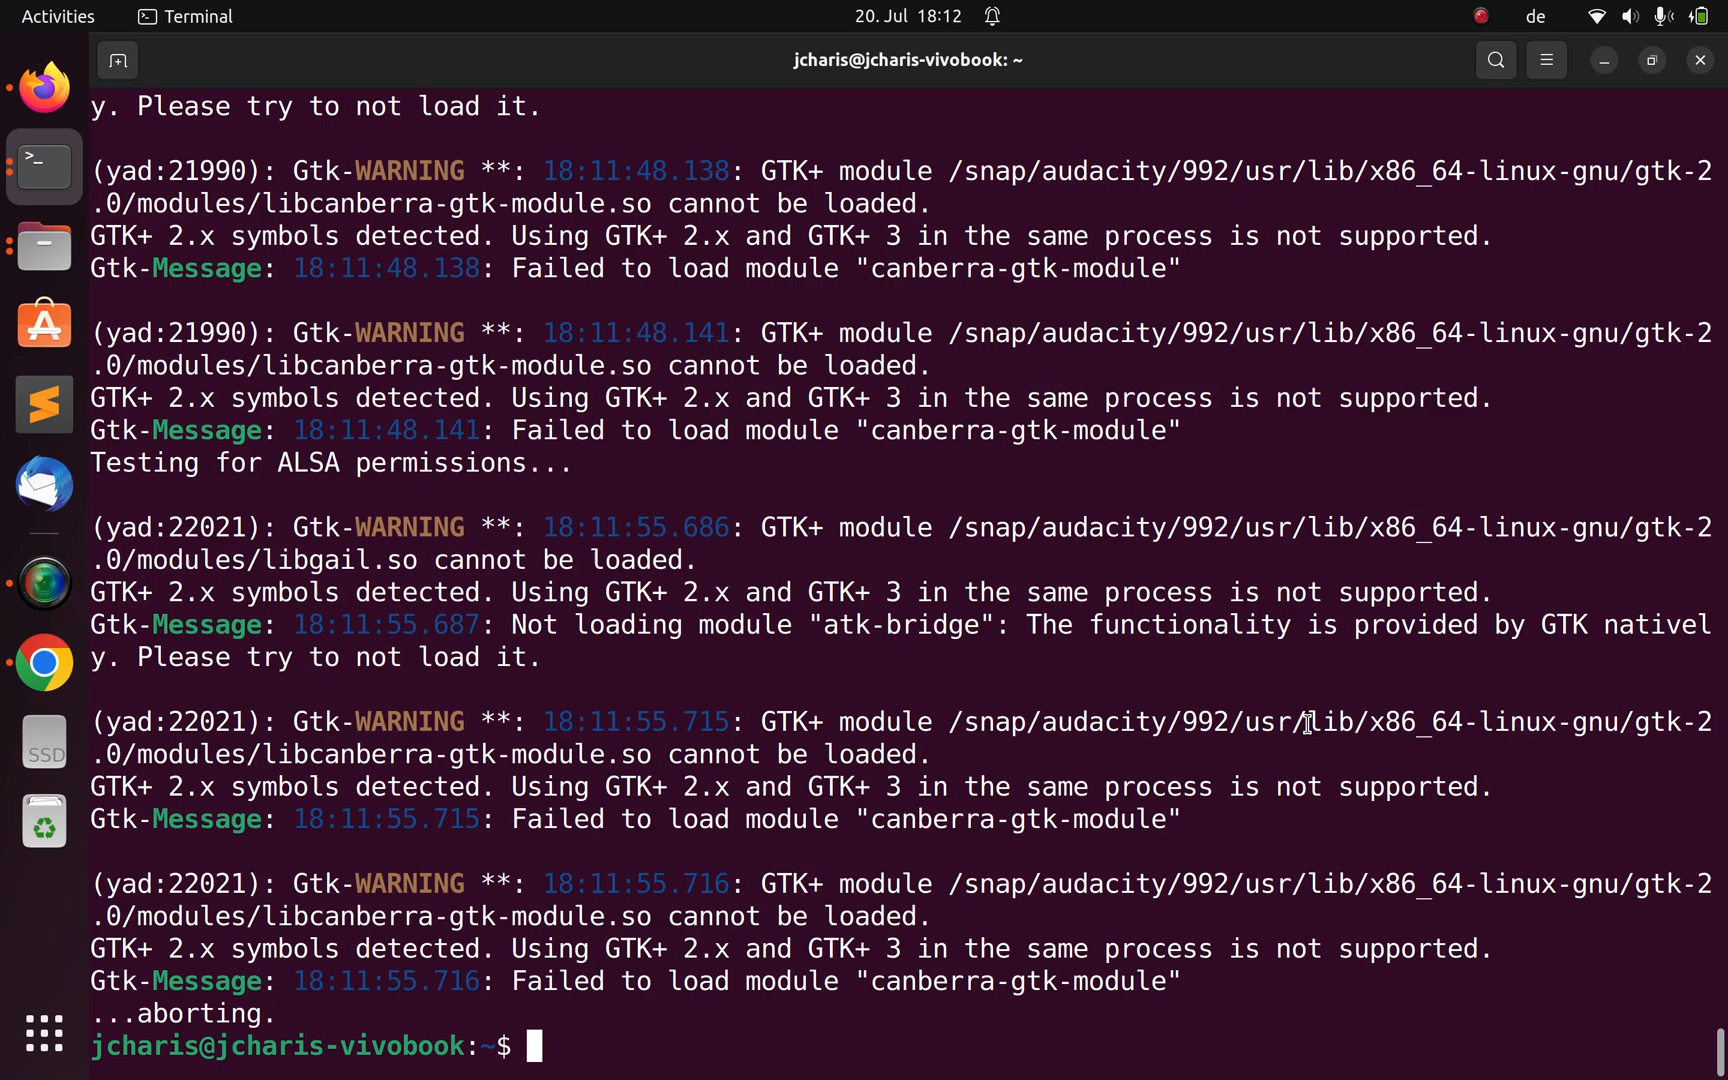 Activities Terminal 20. Jul 18:12 de
jcharis@jcharis-vivobook: ~
y. Please try to not load it.
(yad:21990): Gtk-WARNING **: 18:11:48.138: GTK+ module /snap/audacity/992/usr/lib/x86_64-linux-gnu/gtk-2
.0/modules/libcanberra-gtk-module.so cannot be loaded.
GTK+ 2.x symbols detected. Using GTK+ 2.x and GTK+ 3 in the same process is not supported.
Gtk-Message: 18:11:48.138: Failed to load module "canberra-gtk-module"
(yad:21990): Gtk-WARNING **: 18:11:48.141: GTK+ module /snap/audacity/992/usr/lib/x86_64-linux-gnu/gtk-2
.0/modules/libcanberra-gtk-module.so cannot be loaded.
GTK+ 2.x symbols detected. Using GTK+ 2.x and GTK+ 3 in the same process is not supported.
Gtk-Message: 18:11:48.141: Failed to load module "canberra-gtk-module"
Testing for ALSA permissions...
(yad:22021): Gtk-WARNING **: 18:11:55.686: GTK+ module /snap/audacity/992/usr/lib/x86_64-linux-gnu/gtk-2
.0/modules/libgail.so cannot be loaded.
GTK+ 2.x symbols detected. Using GTK+ 2.x and GTK+ 3 in the same process is not supported.
Gtk-Message: 18:11:55.687: Not loading module "atk-bridge": The functionality is provided by GTK nativel
y. Please try to not load it.
(yad:22021): Gtk-WARNING **: 18:11:55.715: GTK+ module /snap/audacity/992/usr/lib/x86_64-linux-gnu/gtk-2
.0/modules/libcanberra-gtk-module.so cannot be loaded.
GTK+ 2.x symbols detected. Using GTK+ 2.x and GTK+ 3 in the same process is not supported.
Gtk-Message: 18:11:55.715: Failed to load module "canberra-gtk-module"
SSD
(yad:22021): Gtk-WARNING **: 18:11:55.716: GTK+ module /snap/audacity/992/usr/lib/x86_64-linux-gnu/gtk-2
.0/modules/libcanberra-gtk-module.so cannot be loaded.
GTK+ 2.x symbols detected. Using GTK+ 2.x and GTK+ 3 in the same process is not supported.
Gtk-Message: 18:11:55.716: Failed to load module "canberra-gtk-module"
...aborting.
jcharis@jcharis-vivobook:~$